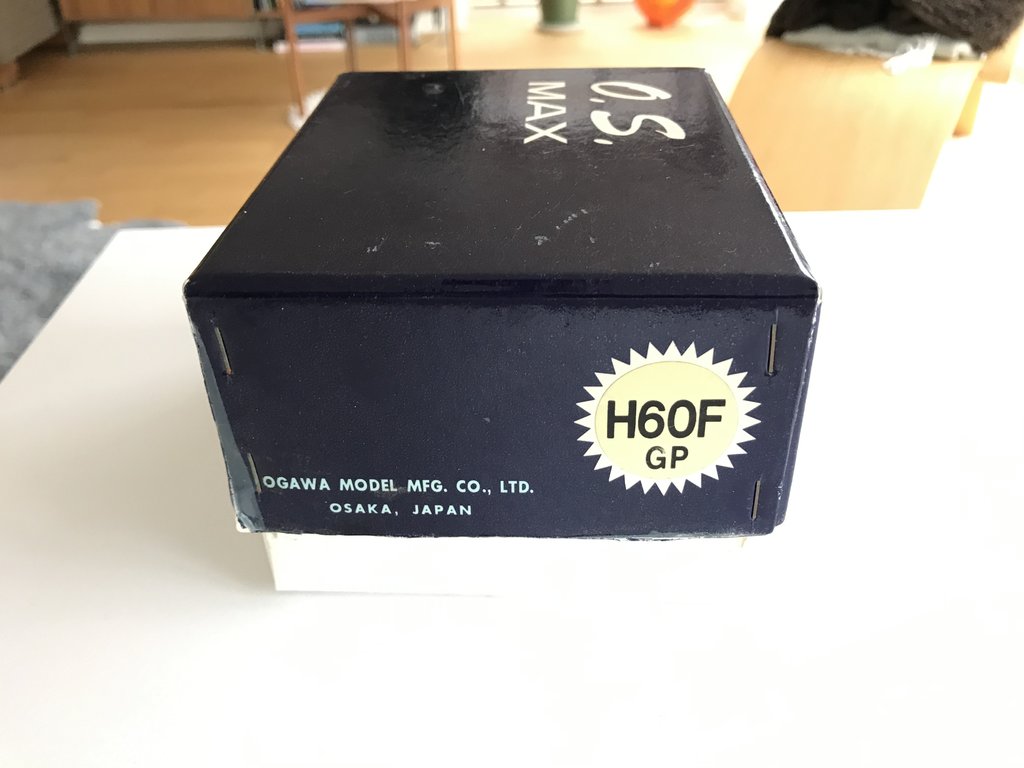 O.S.
MAX
H60F
GP
OGAWA MODEL MFG. CO., LTD.
OSAKA, JAPAN